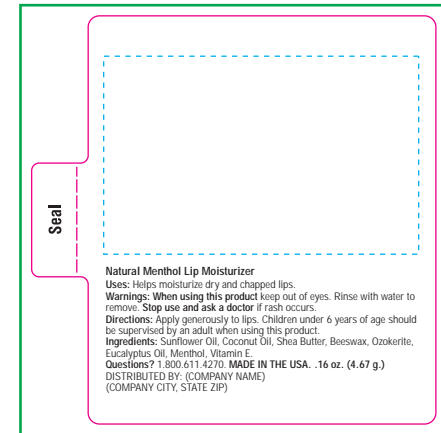 Seal
Natural Menthol Lip Moisturizer
Uses: Helps moisturize dry and chapped lips.
Warnings: When using this product keep out of eyes. Rinse with water to
remove. Stop use and ask a doctor if rash occurs.
Directions: Apply generously to lips. Children under 6 years of age should
be supervised by an adult when using this product.
Ingredients: Sunflower Oil, Coconut Oil, Shea Butter, Beeswax, Ozokerite,
Eucalyptus Oil, Menthol, Vitamin E.
Questions? 1.800.611.4270. MADE IN THE USA. .16 oz. (4.67 g.)
DISTRIBUTED BY: (COMPANY NAME)
(COMPANY CITY, STATE ZIP)